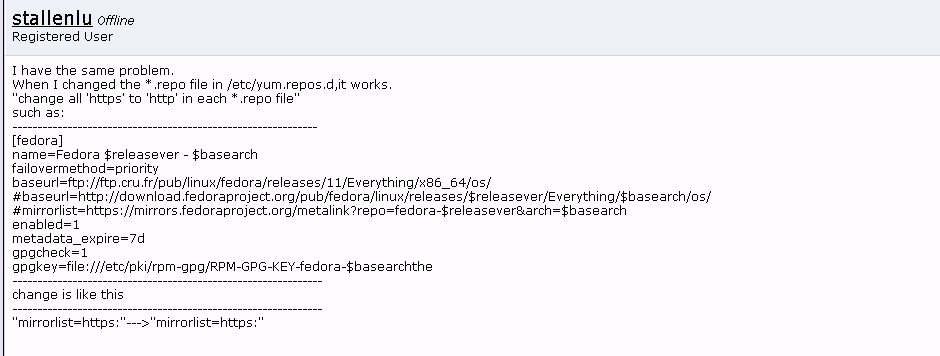 stallenlu Offline
Registered User
I have the same problem.
When I changed the *.repo file in /etc/yum.repos.d,it works.
"change all 'https' to 'http' in each *.repo file"
such as:
-------------------------------------------------------------
[fedora]
name=Fedora $releasever - $basearch
failovermethod=priority
baseurl=ftp://ftp.cru.fr/pub/linux/fedora/releases/11/Everything/x86_64/os/
#baseurl=http://download.fedoraproject.org/pub/fedora/linux/releases/$releasever/Everything/$basearch/os/
#mirrorlist=https://mirrors.fedoraproject.org/metalink?repo=fedora-$releasever&arch=$basearch
enabled=1
metadata_expire=7d
gpgcheck=1
gpgkey=file:///etc/pki/rpm-gpg/RPM-GPG-KEY-fedora-$basearchthe
--------------------------------------------------------------
change is like this
--------------------------------------------------------------
"mirrorlist=https:"--->"mirrorlist=https:"